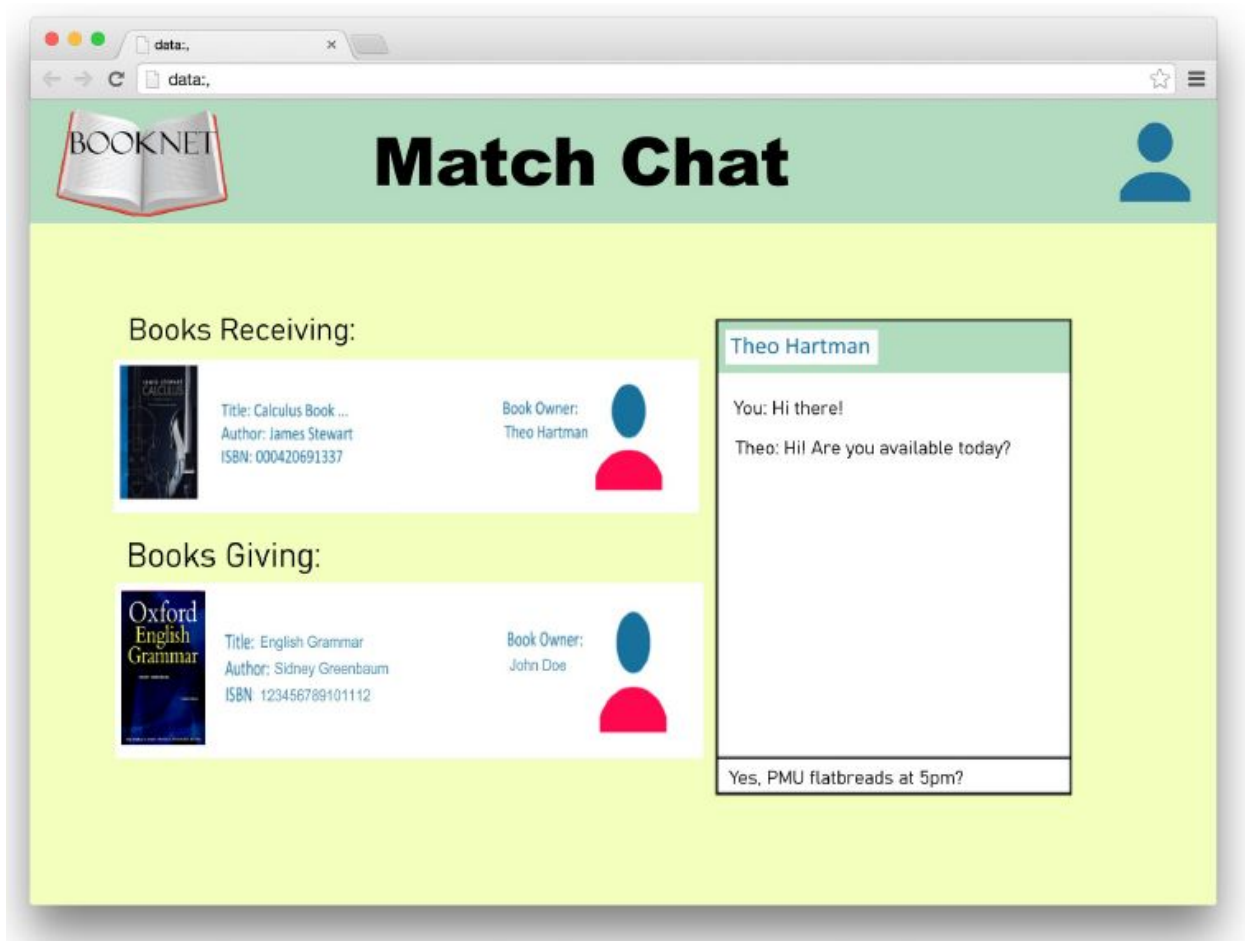 data:,
data:,
BOOKNET
Match Chat
Books Receiving:
CALCULUS
Title: Calculus Book ...
Author: James Stewart
ISBN: 000420691337
Book Owner:
Theo Hartman
Books Giving:
Oxford
English
Grammar
Title: English Grammar
Author: Sidney Greenbaum
ISBN 123456789101112
Book Owner:
John Doe
Theo Hartman
You: Hi there!
Theo: Hi! Are you available today?
Yes, PMU flatbreads at 5pm?